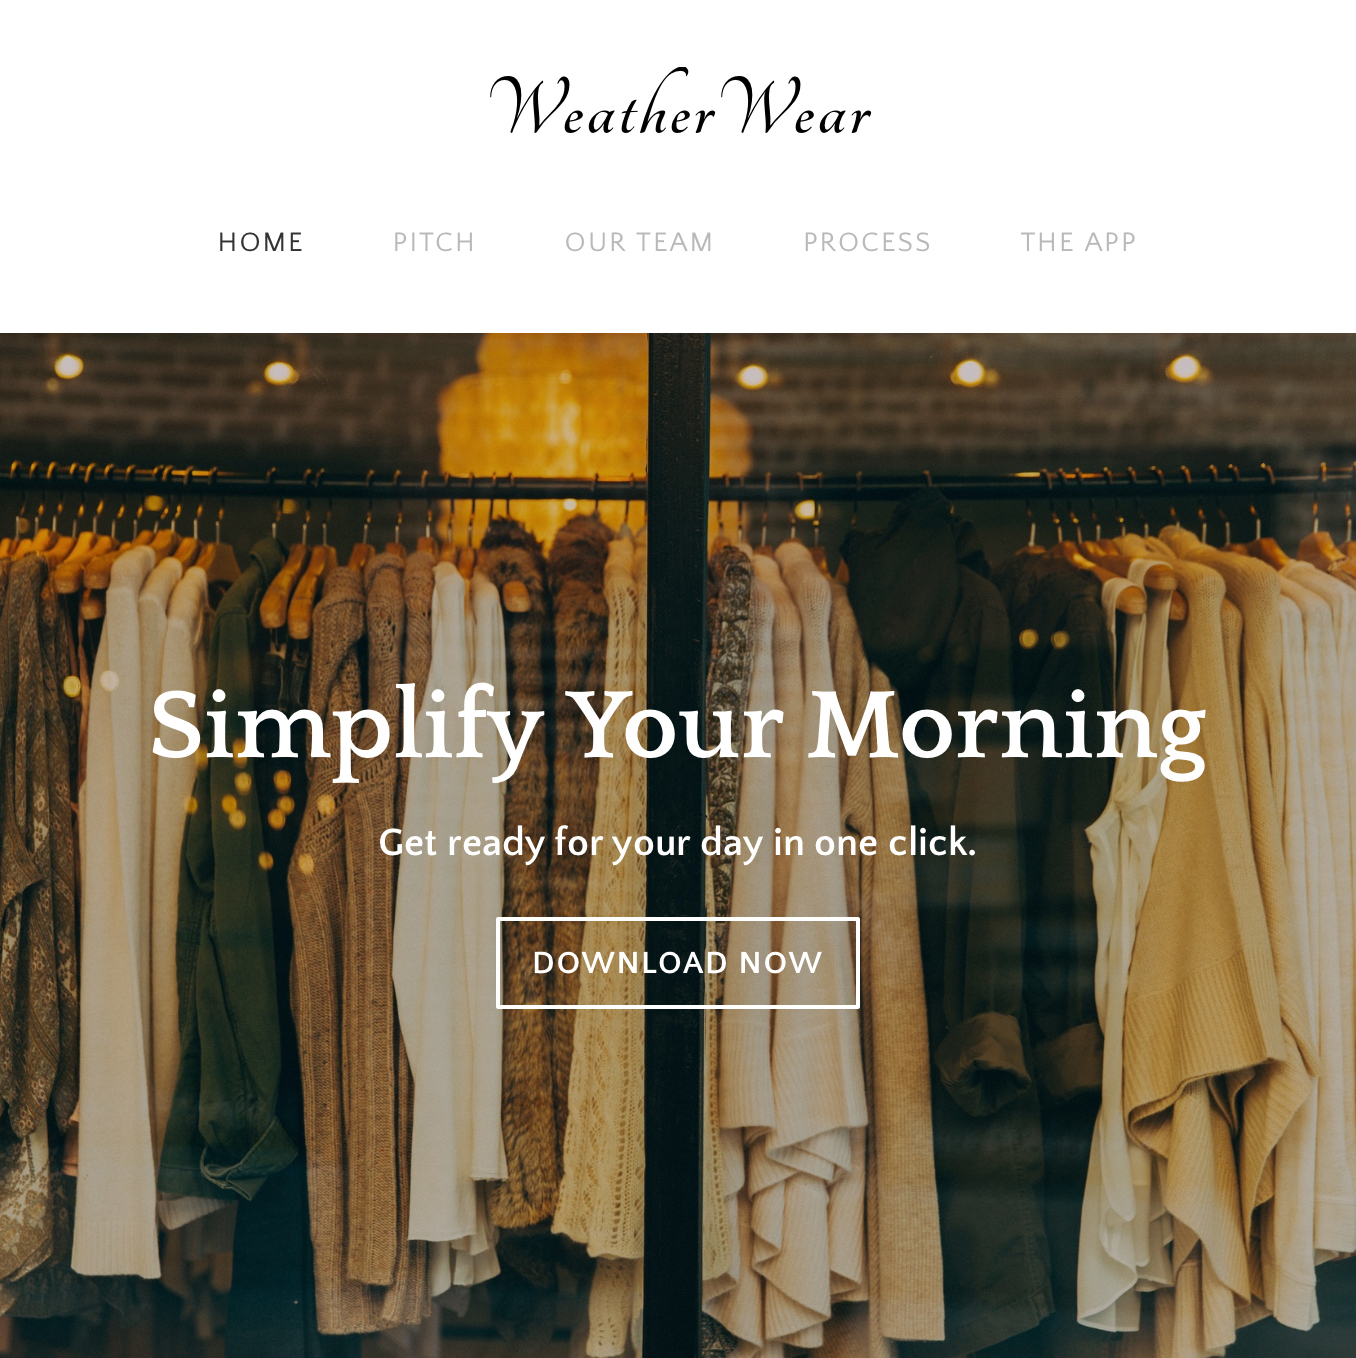 Weather Wear
HOME PITCH OUR TEAM PROCESS THE APP
Simplify Your Morning
Get ready for your day in one click.
DOWNLOAD NOW